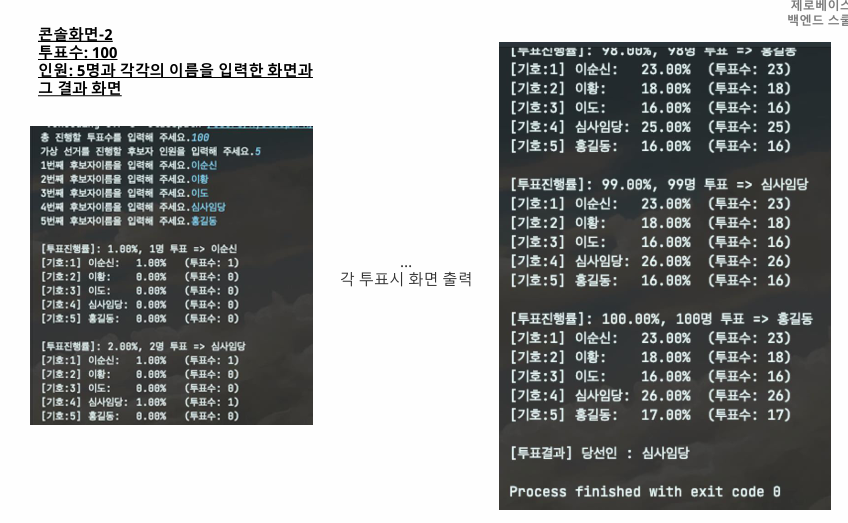 제로베이스
백엔드 스쿨
콘솔화면-2
투표수: 100
인원: 5명과 각각의 이름을 입력한 화면과
그 결과 화면
총 진행할 투표수를 입력해 주세요.100
가상 선거를 진행할 후보자 인원을 입력해 주세요.5
1번째 후보자이름을 입력해 주세요.이순신
2번째 후보자이름을 입력해 주세요.이황
3번째 후보자이름을 입력해 주세요.이도
4번째 후보자이름을 입력해 주세요.심사임당
5번째 후보자이름을 입력해 주세요.홍길동
[투표진행률]: 1.00%, 1명 투표 => 이순신
[기호:1] 이순신: 1.00% (투표수: 1)
[기호:2] 이황: 0.00% (투표수: 0)
[기호:3] 이도: 0.00% (투표수: 0)
[기호:4] 심사임당: 0.00% (투표수: 0)
[기호:5] 홍길동: 0.00% (투표수: 0)
[투표진행률]: 2.00%, 2명 투표 => 심사임당
[기호:1] 이순신: 1.00% (투표수: 1)
[기호:2] 이황: 0.00% (투표수: 0)
[기호:3] 이도: 0.00% (투표수: 0)
[기호:4] 심사임당: 1.00% (투표수: 1)
[기호:5] 홍길동: 0.00% (투표수: 0)
...
각 투표시 화면 출력
[투표진행률]: 98.00%, 98명 투표 => 홍길동
[기호:1] 이순신: 23.00% (투표수: 23)
[기호:2] 이황: 18.00% (투표수: 18)
[기호:3] 이도: 16.00% (투표수: 16)
[기호:4] 심사임당: 25.00% (투표수: 25)
[기호:5] 홍길동: 16.00% (투표수: 16)
[투표진행률]: 99.00%, 99명 투표 => 심사임당
[기호:1] 이순신: 23.00% (투표수: 23)
[기호:2] 이황: 18.00% (투표수: 18)
[기호:3] 이도: 16.00% (투표수: 16)
[기호:4] 심사임당: 26.00% (투표수: 26)
[기호:5] 홍길동: 16.00% (투표수: 16)
[투표진행률]: 100.00%, 100명 투표 => 홍길동
[기호:1] 이순신: 23.00% (투표수: 23)
[기호:2] 이황: 18.00% (투표수: 18)
[기호:3] 이도: 16.00% (투표수: 16)
[기호:4] 심사임당: 26.00% (투표수: 26)
[기호:5] 홍길동: 17.00% (투표수: 17)
[투표결과] 당선인 : 심사임당
Process finished with exit code 0